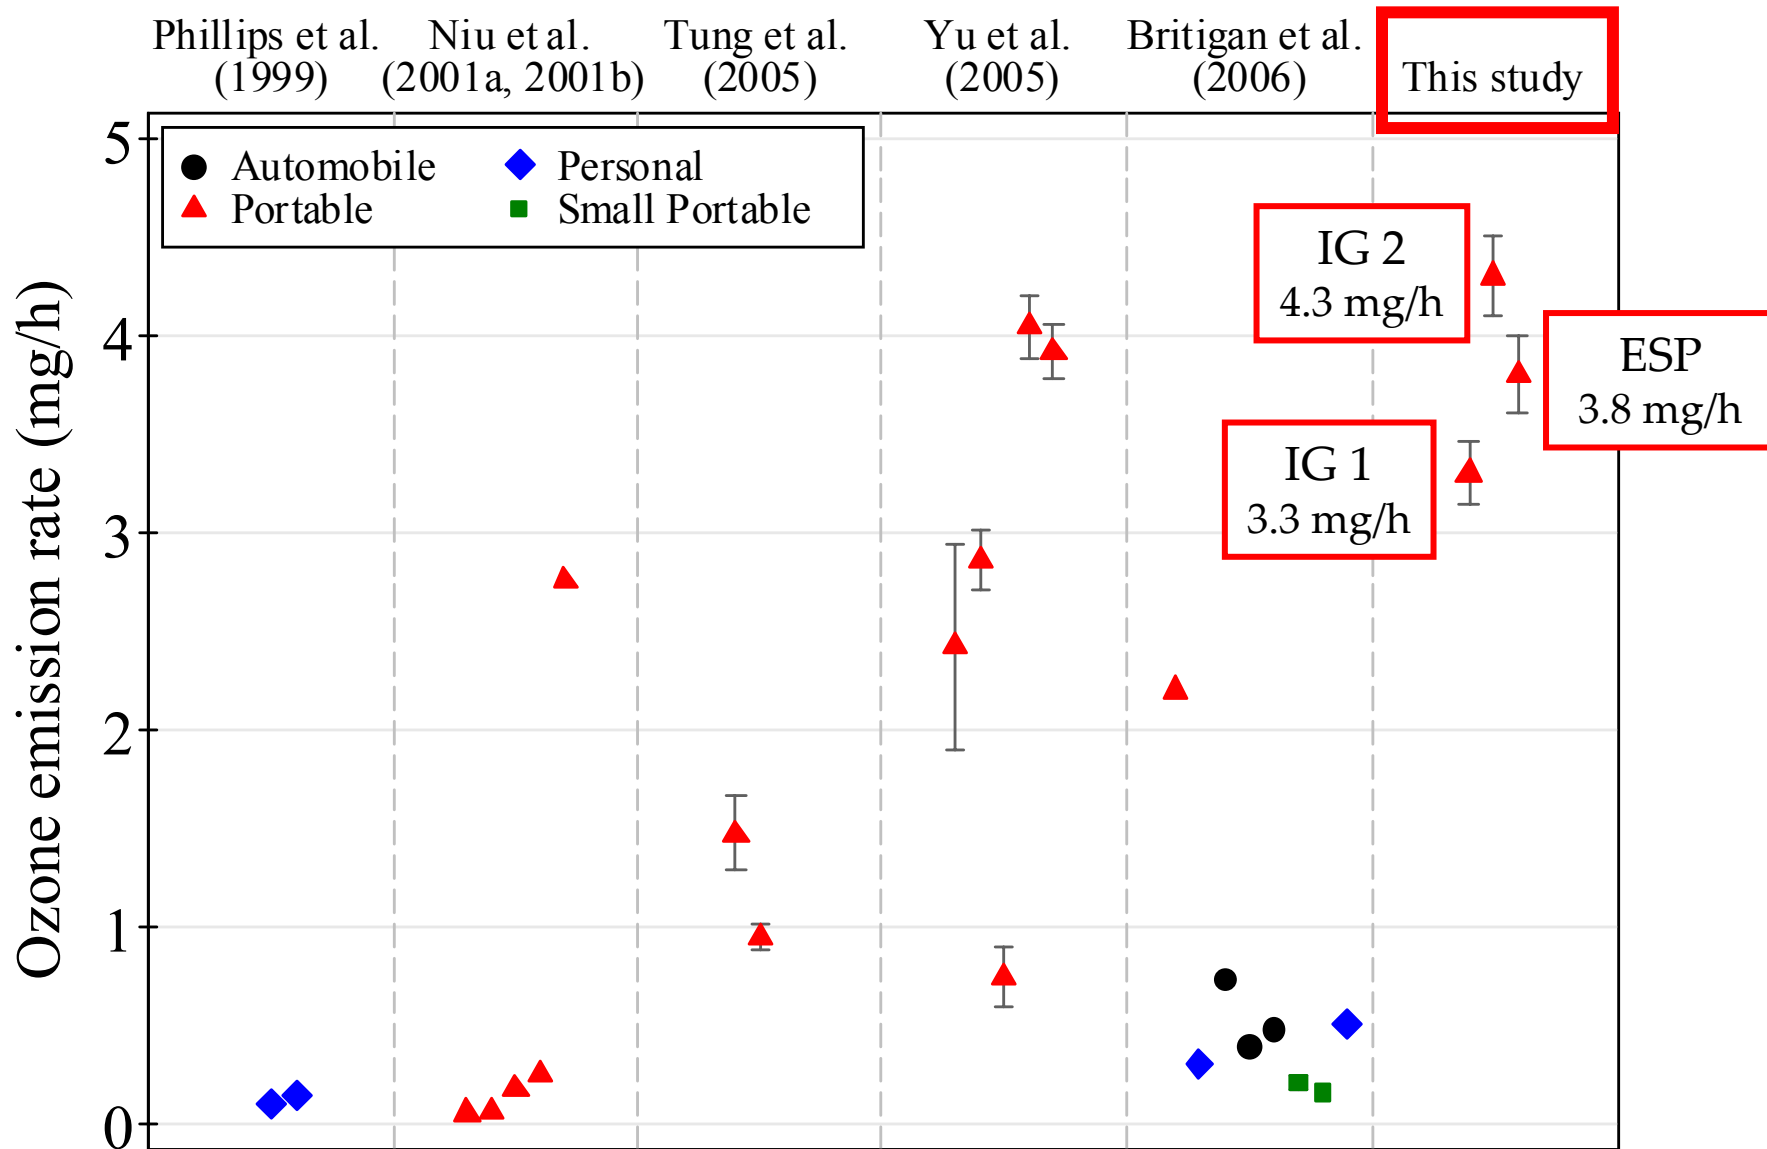 Phillips et al.
(1999)
Niu et al.
(2001a, 2001b)
Tung et al.
(2005)
Yu et al.
(2005)
Britigan et al.
(2006)
This study
Automobile
Personal
Portable
Small Portable
Ozone emission rate (mg/h)
5
4
3
2
1
0
IG 2
4.3 mg/h
ESP
3.8 mg/h
IG 1
3.3 mg/h